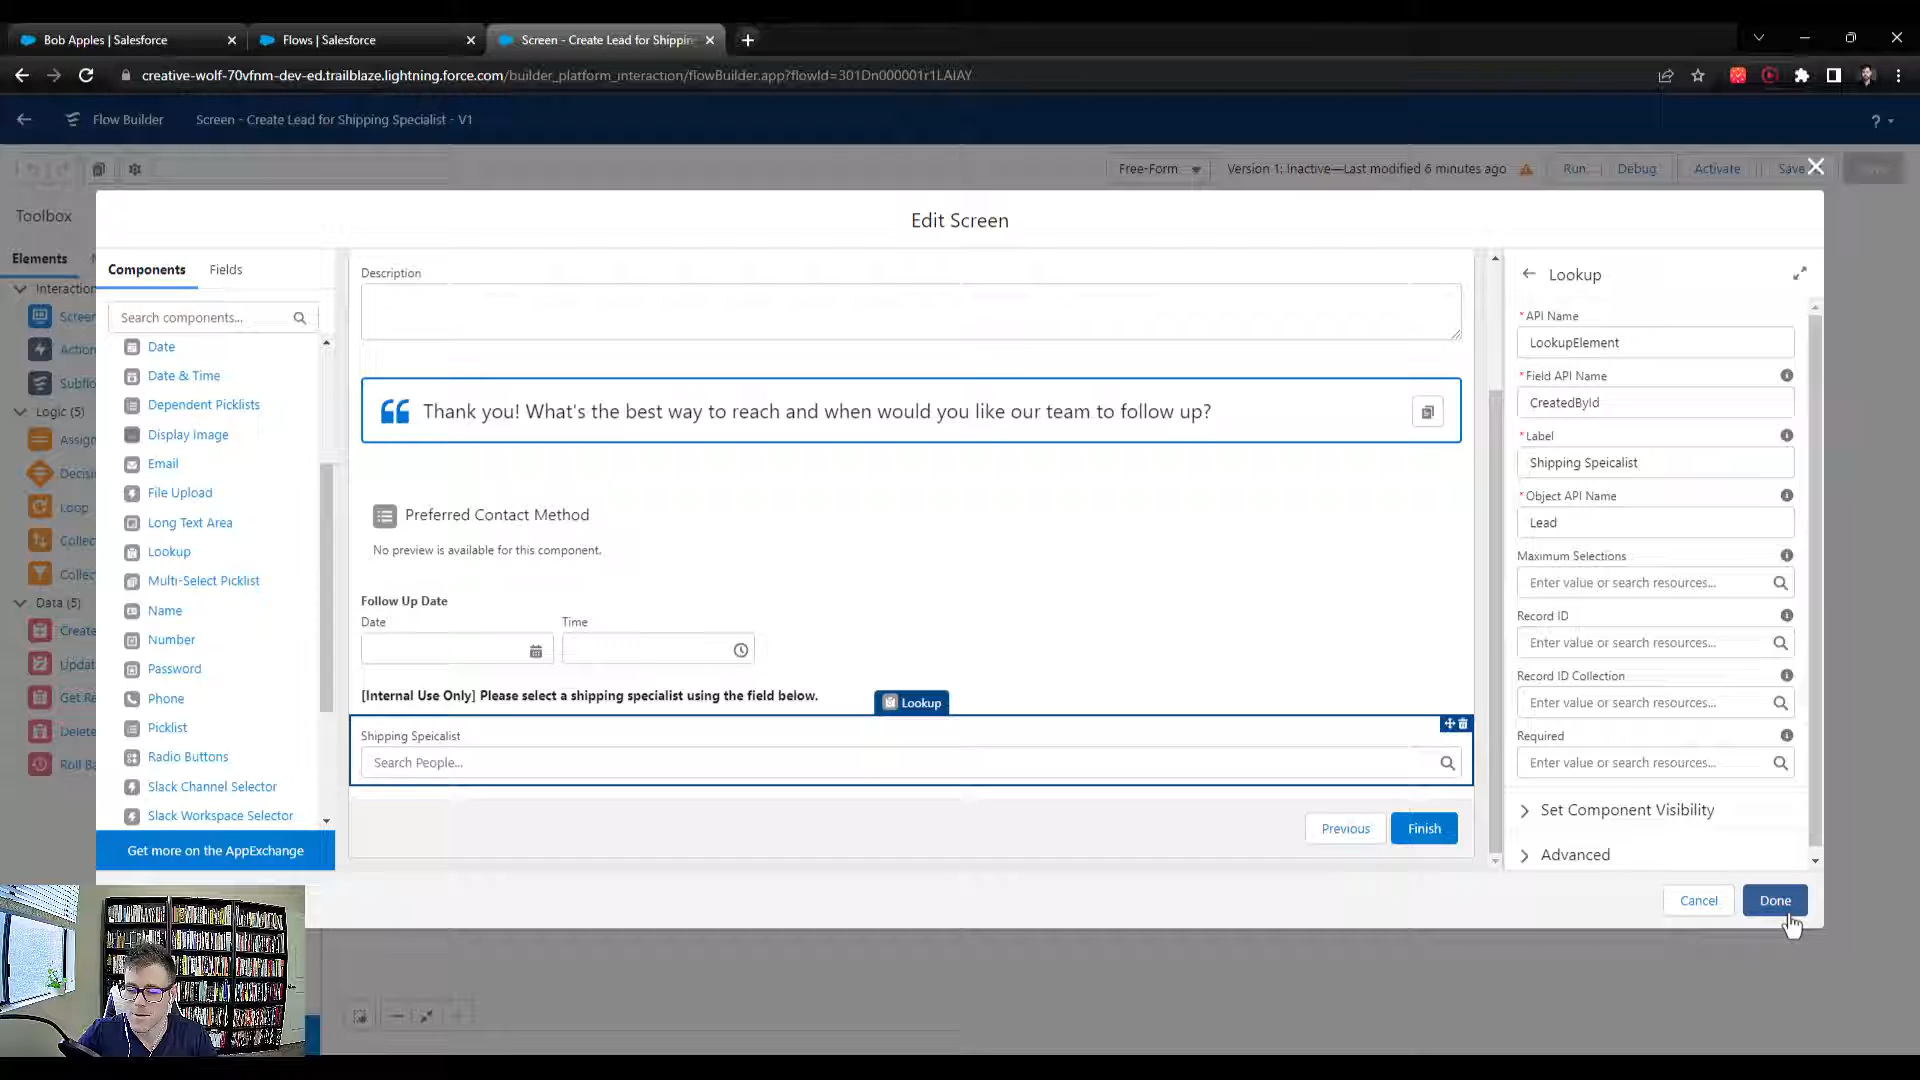 Bob Apples | Salesforce
Flows | Salesforce
Screen - Create Lead for Shippin
creative-wolf-70vfnm-dev-ed.trailblaze.lightning.force.com/builder_platform_interaction/flowBuilder.app?flowId=301Dn000001r1LAIAY
Flow Builder
Screen - Create Lead for Shipping Specialist - V1
?
Free-Form
Version 1: Inactive—Last modified 6 minutes ago
Run
Debug
Activate
Save
Toolbox
Edit Screen
Elements
Interaction
Screen
Action
Subflo
Logic (5)
Assign
Decisi
Loop
Collec
Collec
Data (5)
Create
Updat
Get Re
Delete
Roll Ba
Components
Fields
Search components...
Date
Date & Time
Dependent Picklists
Display Image
Email
File Upload
Long Text Area
Lookup
Multi-Select Picklist
Name
Number
Password
Phone
Picklist
Radio Buttons
Slack Channel Selector
Slack Workspace Selector
Get more on the AppExchange
Description
Thank you! What's the best way to reach and when would you like our team to follow up?
Preferred Contact Method
No preview is available for this component.
Follow Up Date
Date
Time
[Internal Use Only] Please select a shipping specialist using the field below.
Lookup
Shipping Speicalist
Search People...
Previous
Finish
Lookup
* API Name
LookupElement
* Field API Name
CreatedById
* Label
Shipping Speicalist
* Object API Name
Lead
Maximum Selections
Enter value or search resources...
Record ID
Enter value or search resources...
Record ID Collection
Enter value or search resources...
Required
Enter value or search resources...
Set Component Visibility
Advanced
Cancel
Done